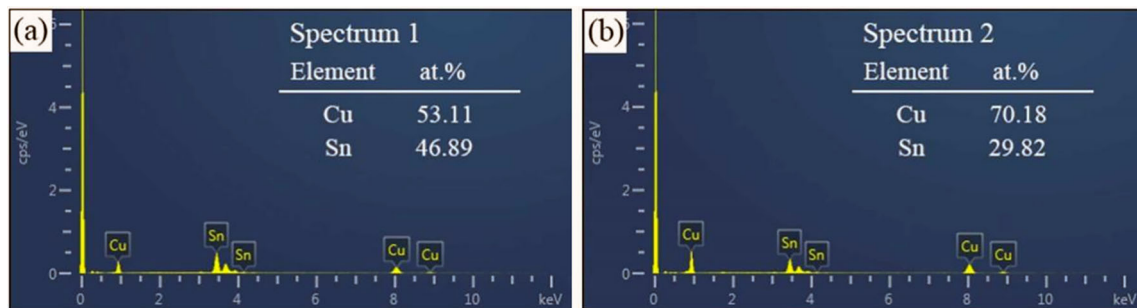 (a)
Spectrum 1
Element at.%
Cu 53.11
Sn 46.89
cps/eV
6
4
2
0
Cu
Sn
Sn
Cu
Cu
0 2 4 6 8 10 keV
(b)
Spectrum 2
Element at.%
Cu 70.18
Sn 29.82
cps/eV
4
2
0
Cu
Sn
Sn
Cu
Cu
0 2 4 6 8 10 keV